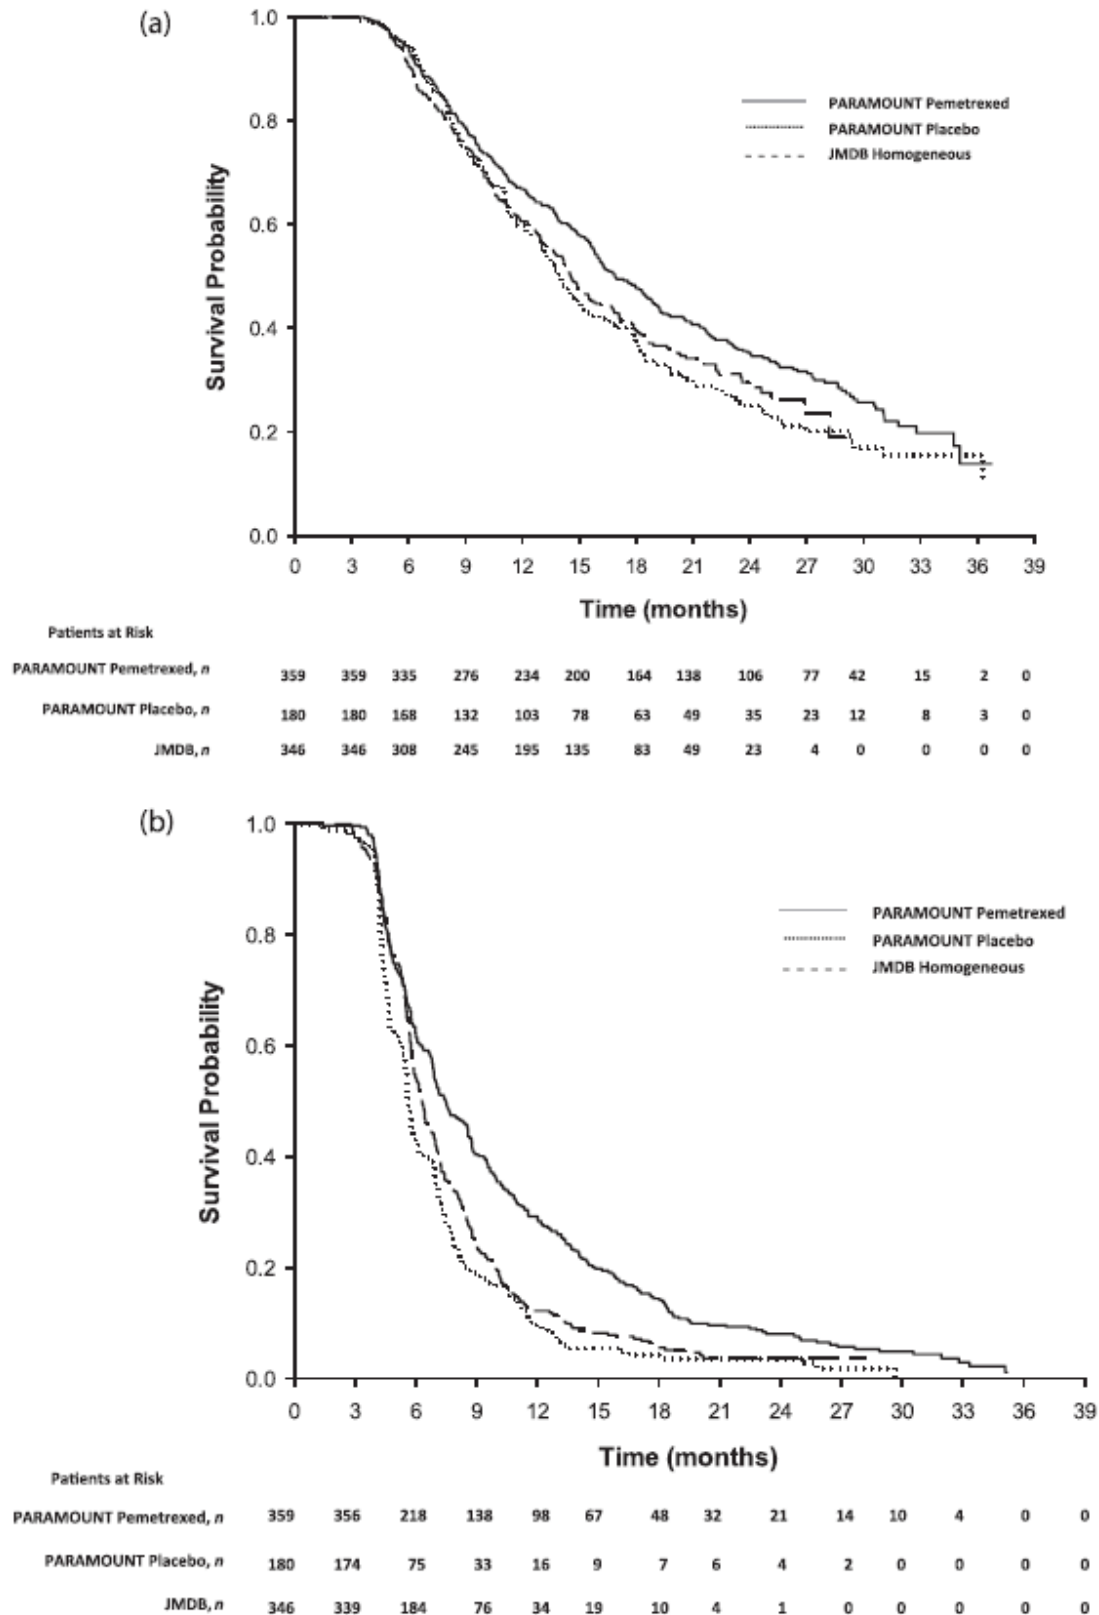 (a)
1.0
0.8
0.6
0.4
0.2
0.0
Survival Probability
PARAMOUNT Pemetrexed
PARAMOUNT Placebo
JMDB Homogeneous
0 3 6 9 12 15 18 21 24 27 30 33 36 39
Time (months)
Patients at Risk
PARAMOUNT Pemetrexed, n 359 359 335 276 234 200 164 138 106 77 42 15 2 0
PARAMOUNT Placebo, n 180 180 168 132 103 78 63 49 35 23 12 8 3 0
JMDB, n 346 346 308 245 195 135 83 49 23 4 0 0 0 0
(b)
1.0
0.8
0.6
0.4
0.2
0.0
Survival Probability
PARAMOUNT Pemetrexed
PARAMOUNT Placebo
JMDB Homogeneous
0 3 6 9 12 15 18 21 24 27 30 33 36 39
Time (months)
Patients at Risk
PARAMOUNT Pemetrexed, n 359 356 218 138 98 67 48 32 21 14 10 4 0 0
PARAMOUNT Placebo, n 180 174 75 33 16 9 7 6 4 2 0 0 0 0
JMDB, n 346 339 184 76 34 19 10 4 1 0 0 0 0 0